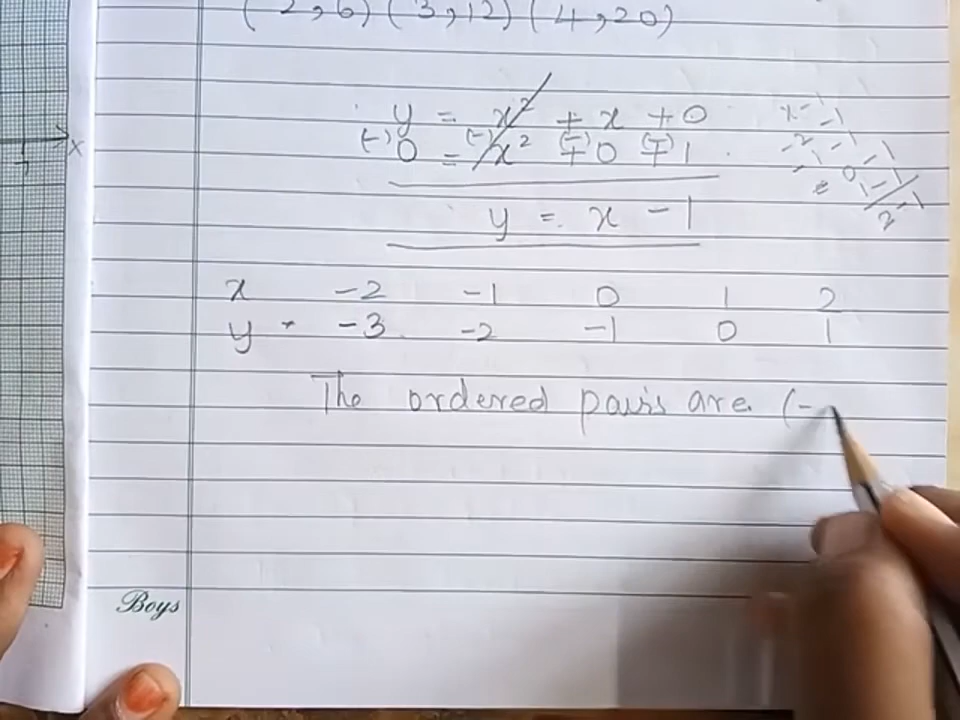 (-2,6) (3,12) (4,20)
y = x² + x + 0
(-) 0 = (-) x² (-) + 0 (-) + 1
y = x - 1
x -2 -1 0 1 2
y -3 -2 -1 0 1
The ordered pairs are (-
Boys
x